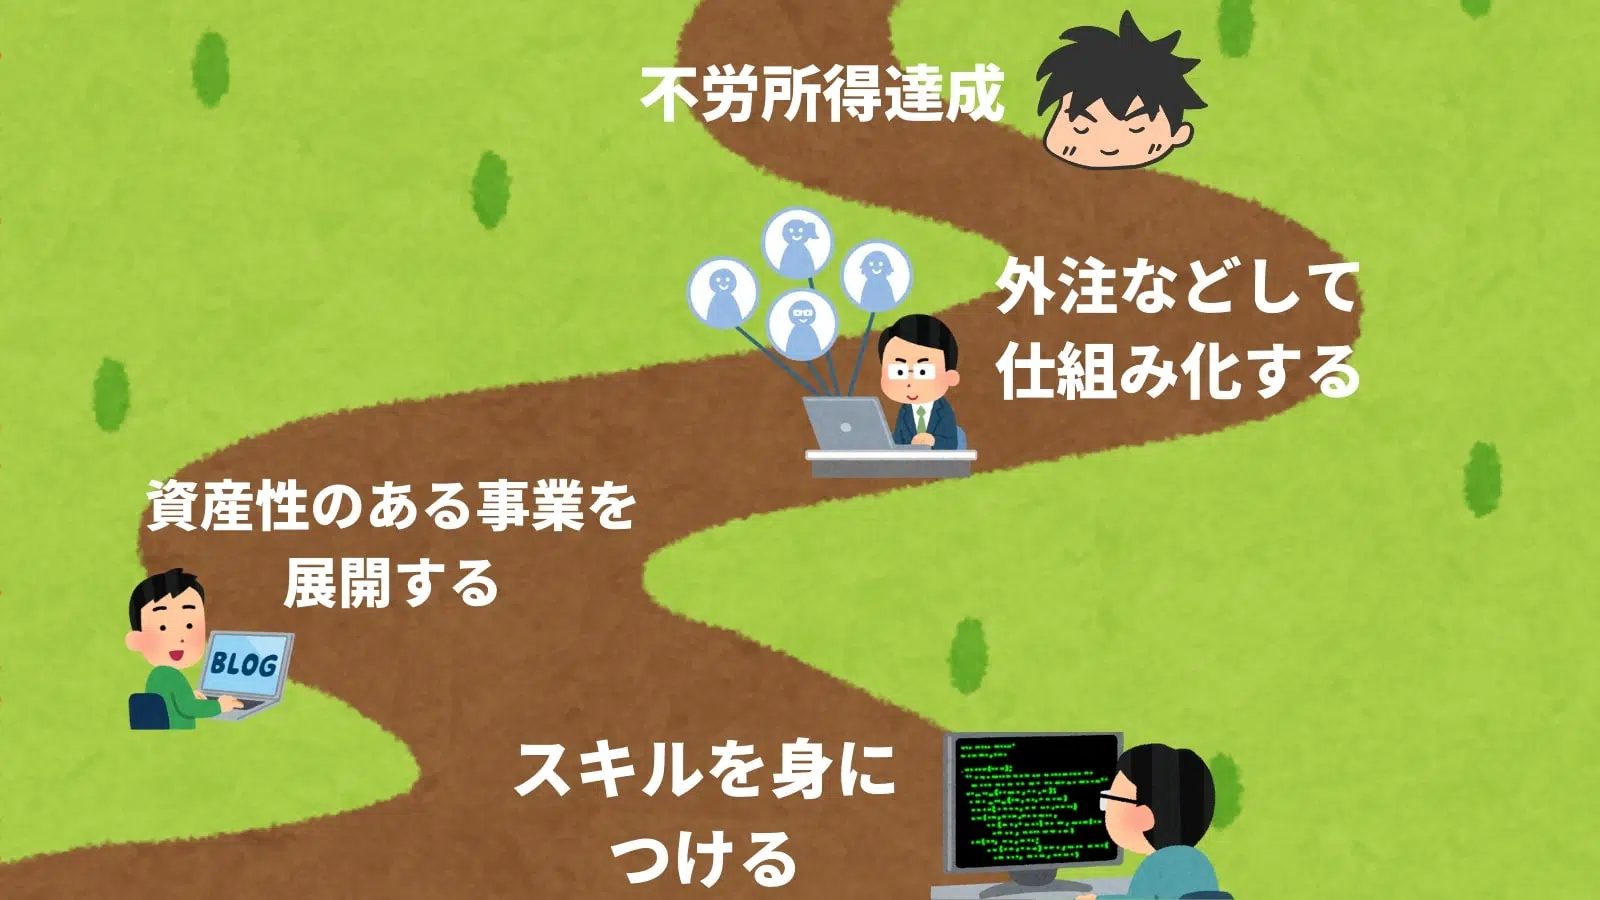 不労所得達成
外注などして
仕組み化する
資産性のある事業を
展開する
BLOG
スキルを身に
つける